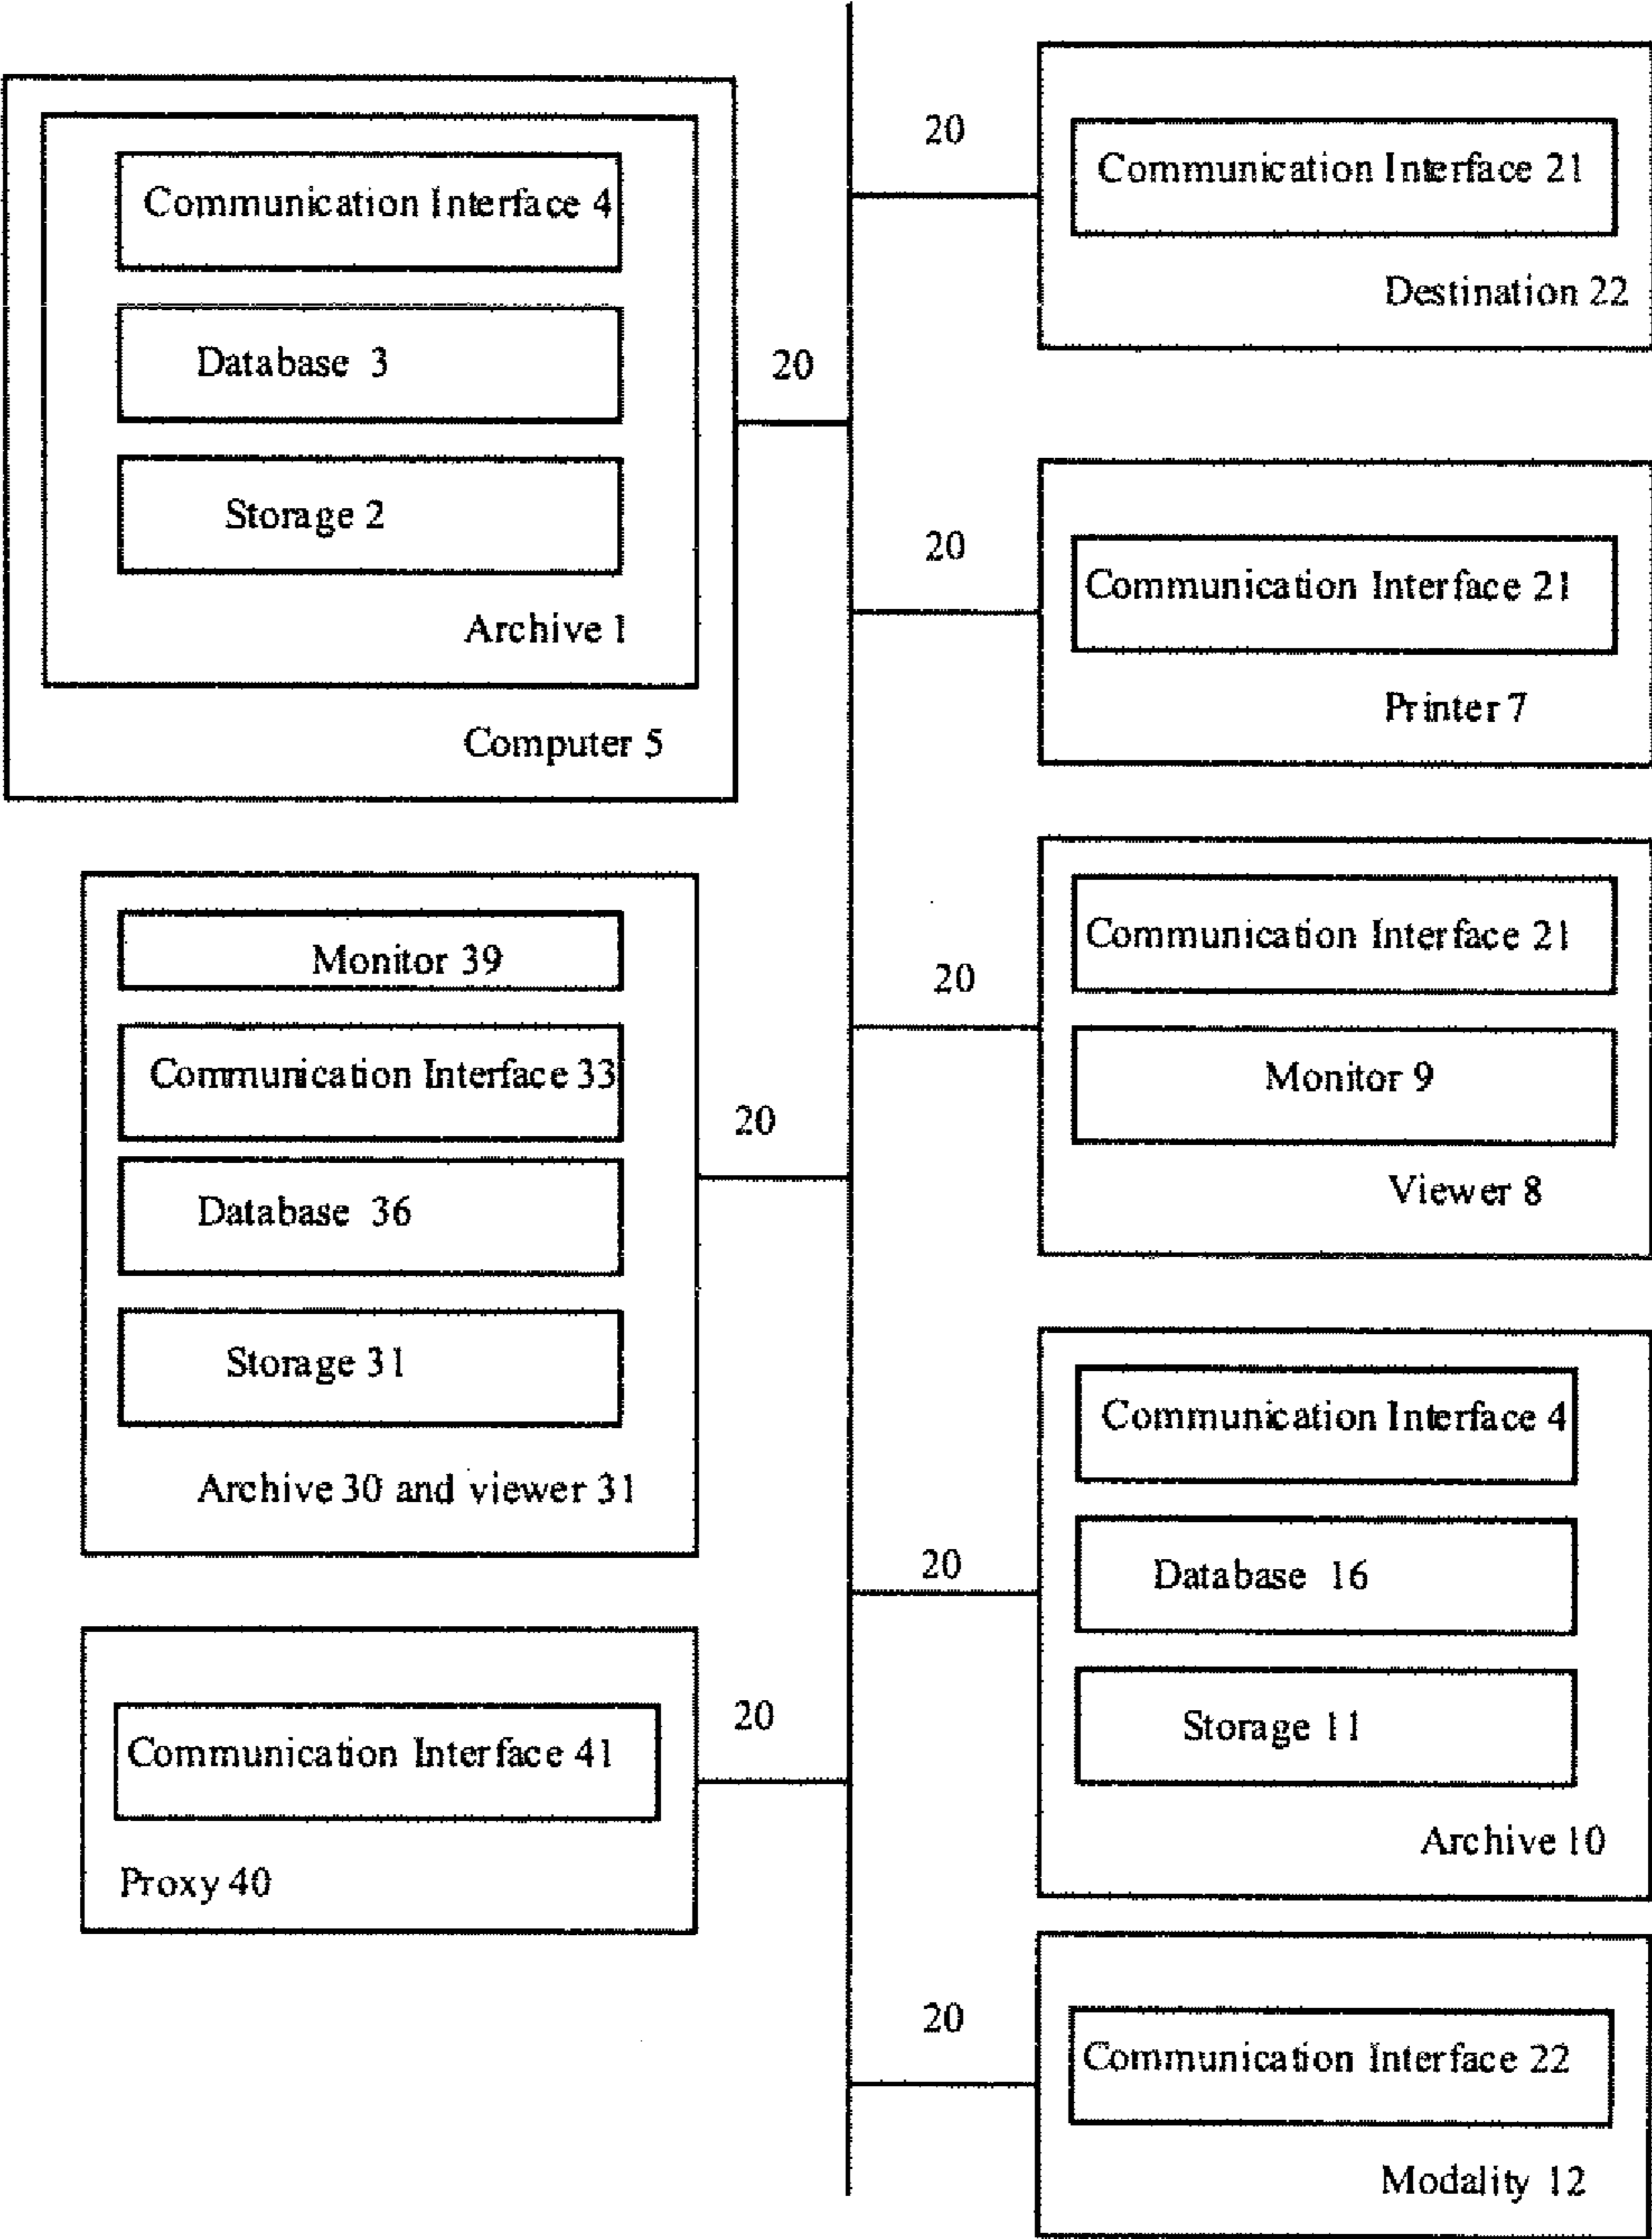 Communication Interface 4
Database 3
Storage 2
Archive 1
Computer 5
20
Monitor 39
Communication Interface 33
Database 36
Storage 31
Archive 30 and viewer 31
20
Communication Interface 41
Proxy 40
20
20
Communication Interface 21
Destination 22
20
Communication Interface 21
Printer 7
20
Communication Interface 21
Monitor 9
Viewer 8
20
Communication Interface 4
Database 16
Storage 11
Archive 10
20
Communication Interface 22
Modality 12